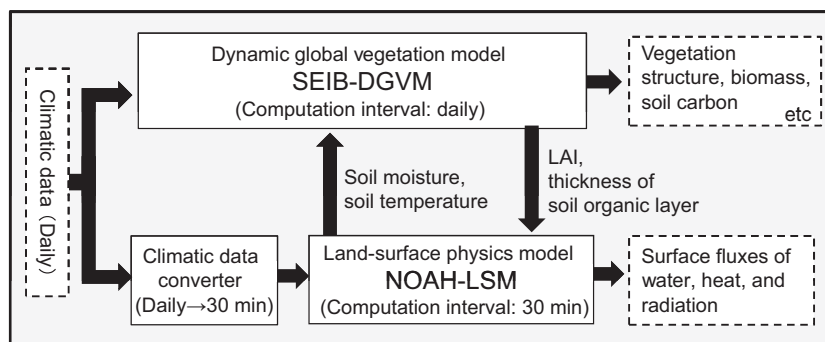 Climatic data (Daily)
Dynamic global vegetation model
SEIB-DGVM
(Computation interval: daily)
Vegetation
structure, biomass,
soil carbon
etc
Soil moisture,
soil temperature
LAI,
thickness of
soil organic layer
Climatic data
converter
(Daily→30 min)
Land-surface physics model
NOAH-LSM
(Computation interval: 30 min)
Surface fluxes of
water, heat, and
radiation